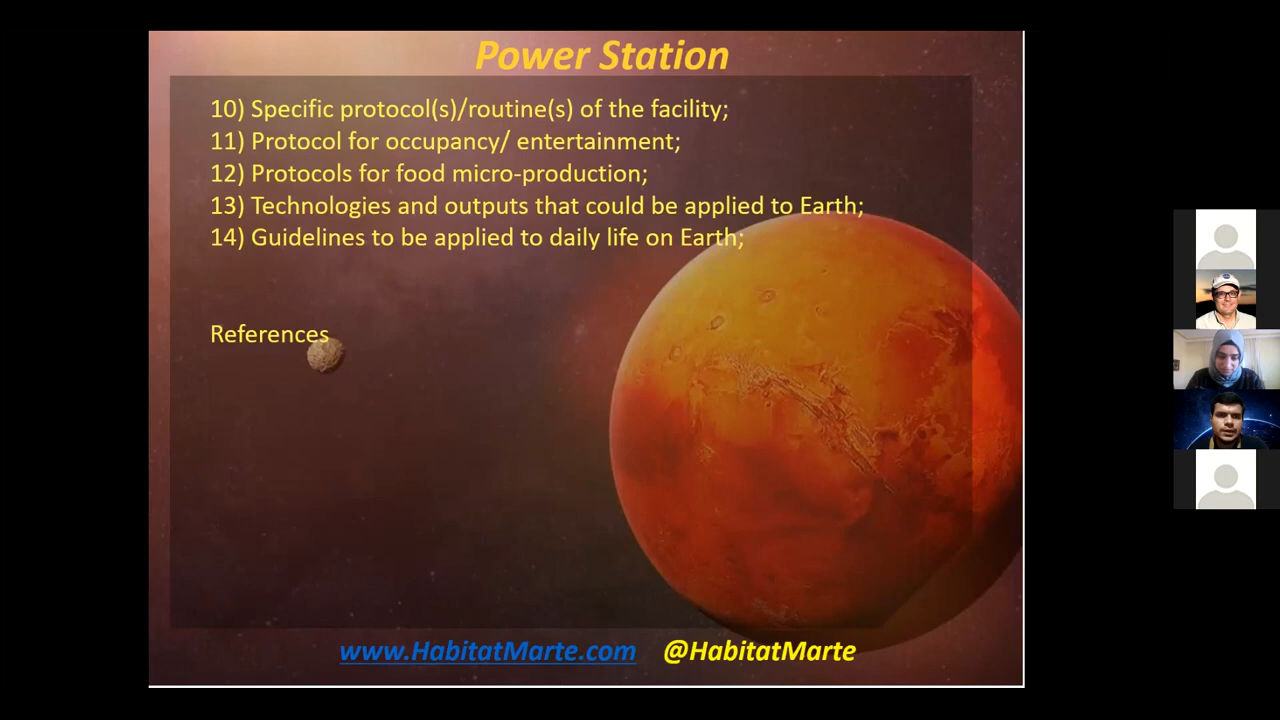 Power Station
10) Specific protocol(s)/routine(s) of the facility;
11) Protocol for occupancy/ entertainment;
12) Protocols for food micro-production;
13) Technologies and outputs that could be applied to Earth;
14) Guidelines to be applied to daily life on Earth;
References
www.HabitatMarte.com @HabitatMarte